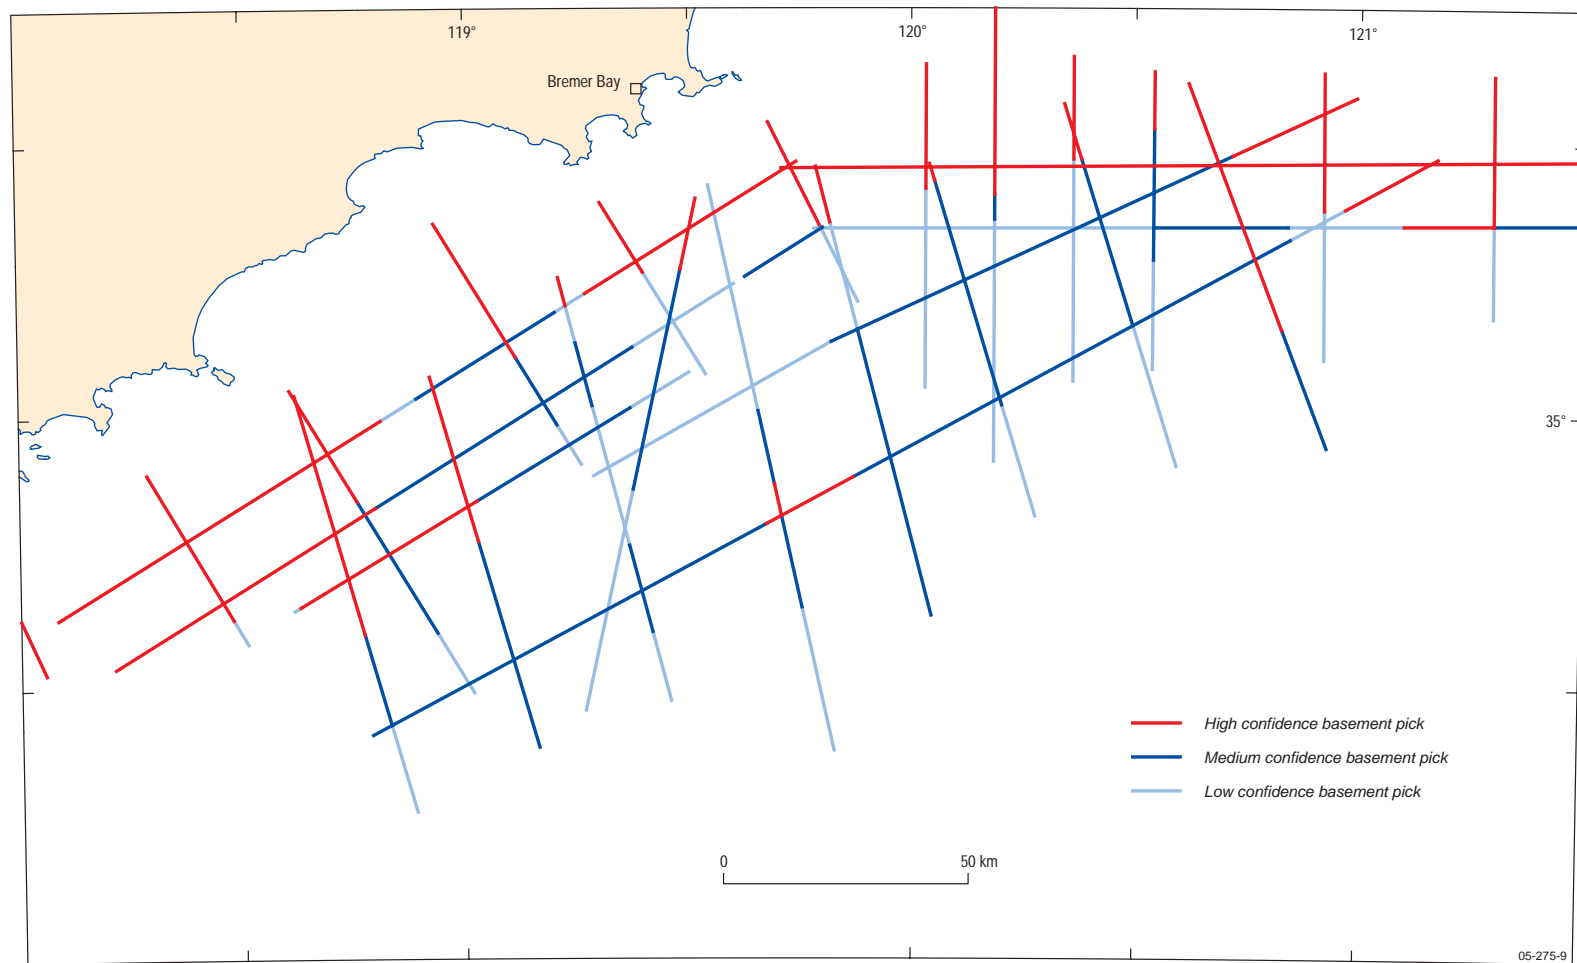 119°
120°
121°
Bremer Bay
35°
High confidence basement pick
Medium confidence basement pick
Low confidence basement pick
0 50 km
05-275-9